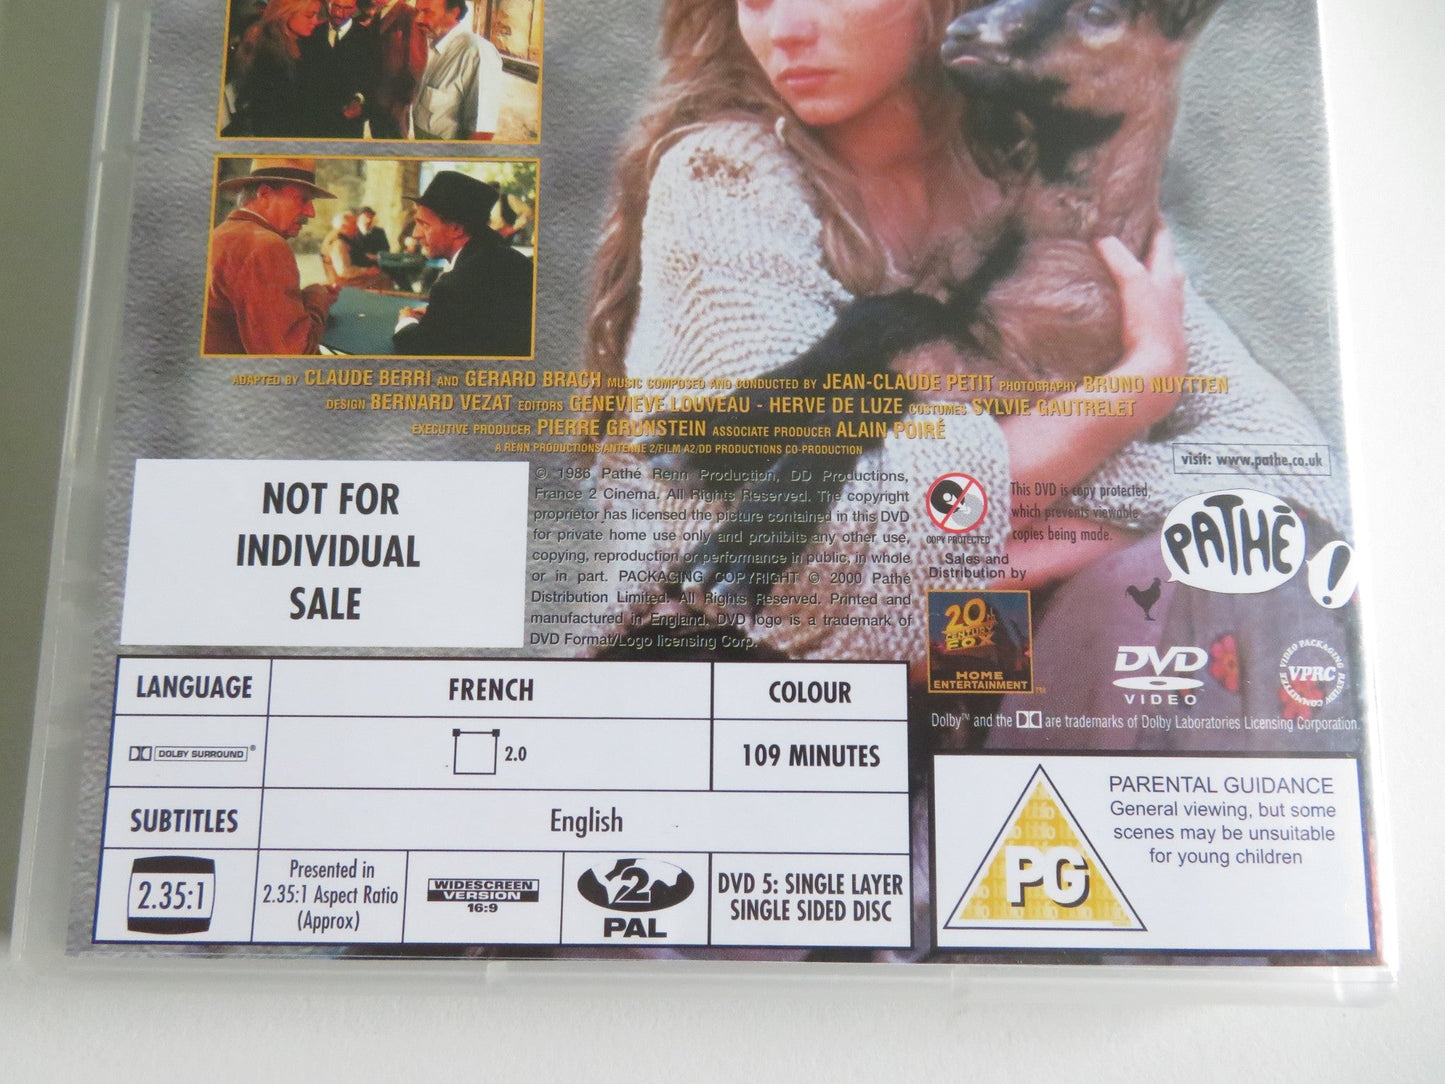 ADAPTED BY CLAUDE BERRI AND GERARD BRACH MUSIC COMPOSED AND CONDUCTED BY JEAN-CLAUDE PETIT PHOTOGRAPHY BRUNO NUYTTEN
DESIGN BERNARD VEZAT EDITORS GENEVIEVE LOUVEAU - HERVE DE LUZE COSTUMES SYLVIE GAUTRELET
EXECUTIVE PRODUCER PIERRE GRUNSTEIN ASSOCIATE PRODUCER ALAIN POIRÉ
A RENN PRODUCTIONS/ANTENNE 2/FILM A2/DD PRODUCTIONS CO-PRODUCTION
NOT FOR
INDIVIDUAL
SALE
© 1986 Pathé Renn Production, DD Productions,
France 2 Cinema. All Rights Reserved. The copyright
proprietor has licensed the picture contained in this DVD
for private home use only and prohibits any other use,
copying, reproduction or performance in public, in whole
or in part. PACKAGING COPYRIGHT © 2000 Pathé
Distribution Limited. All Rights Reserved. Printed and
manufactured in England. DVD logo is a trademark of
DVD Format/Logo licensing Corp.
visit: www.pathe.co.uk
COPY PROTECTED
This DVD is copy protected,
which prevents viewable
copies being made.
Sales and
Distribution by
20th
CENTURY
FOX
HOME
ENTERTAINMENT™
PATHĒ!
DVD
VIDEO
VIDEO PACKAGING REVIEW COMMITTEE
VPRC
Dolby™ and the DD are trademarks of Dolby Laboratories Licensing Corporation.
LANGUAGE
FRENCH
COLOUR
DOLBY SURROUND®
2.0
109 MINUTES
SUBTITLES
English
2.35:1
Presented in
2.35:1 Aspect Ratio
(Approx)
WIDESCREEN
VERSION
16:9
2
PAL
DVD 5: SINGLE LAYER
SINGLE SIDED DISC
PG
PARENTAL GUIDANCE
General viewing, but some
scenes may be unsuitable
for young children